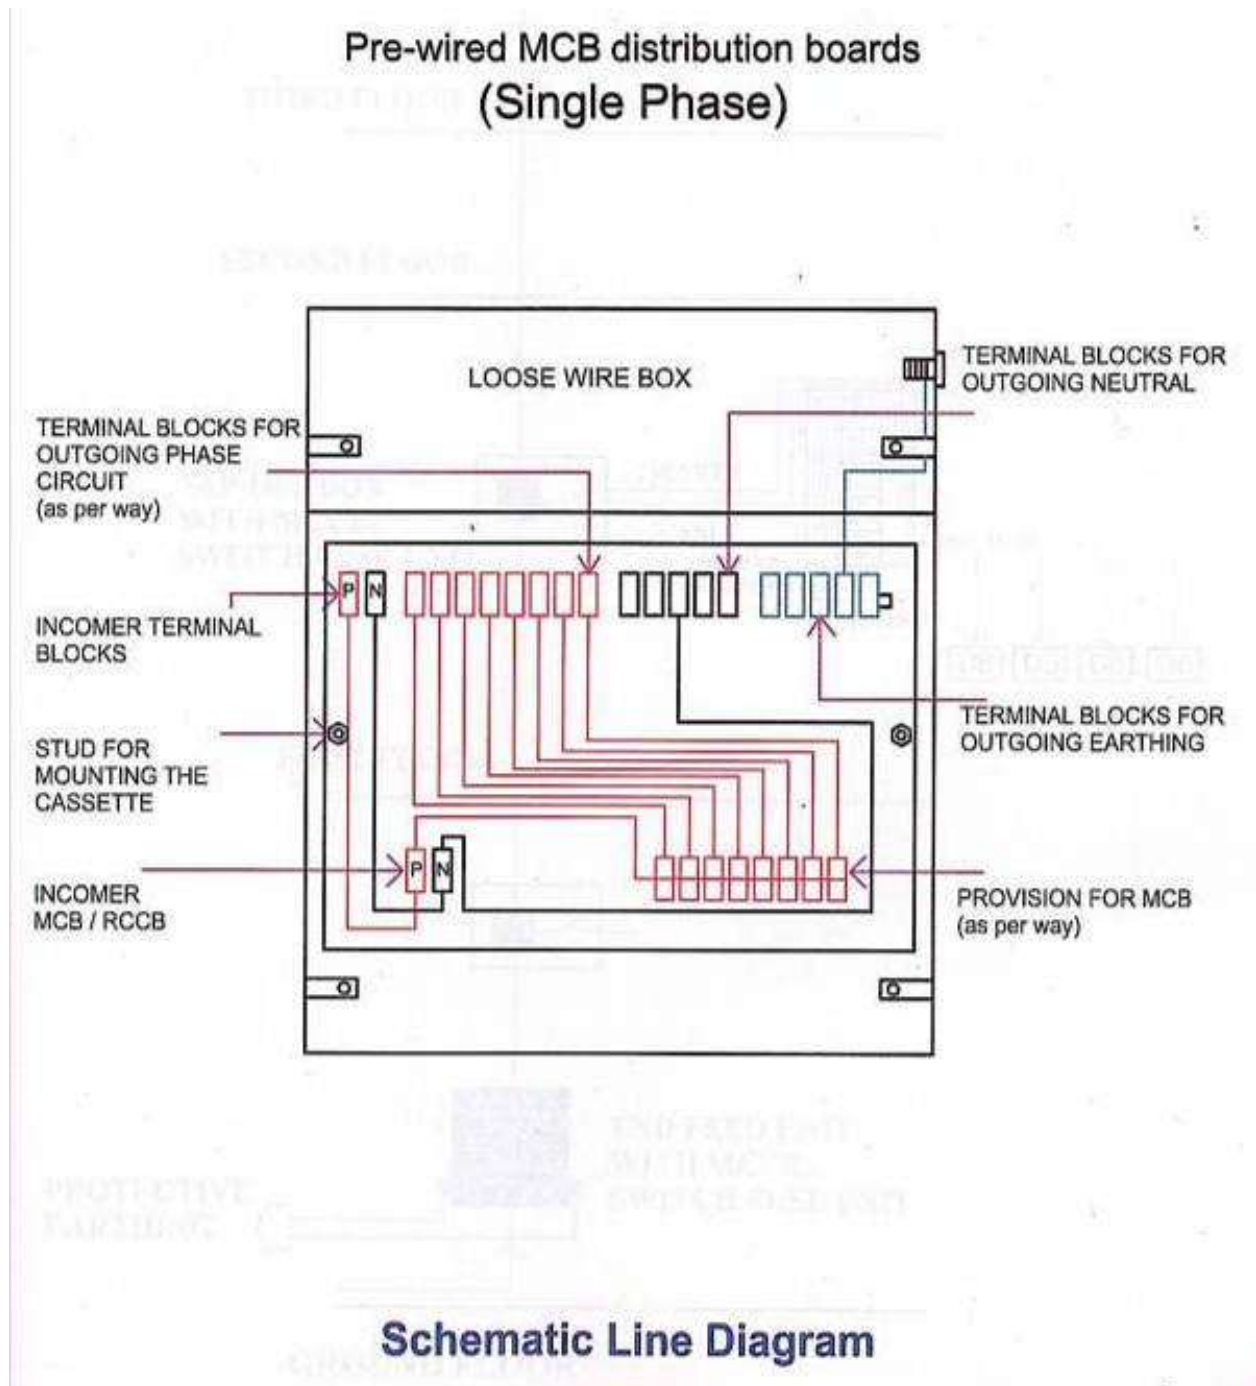 Pre-wired MCB distribution boards
(Single Phase)
LOOSE WIRE BOX
TERMINAL BLOCKS FOR
OUTGOING NEUTRAL
TERMINAL BLOCKS FOR
OUTGOING PHASE
CIRCUIT
(as per way)
P
N
INCOMER TERMINAL
BLOCKS
TERMINAL BLOCKS FOR
OUTGOING EARTHING
STUD FOR
MOUNTING THE
CASSETTE
P
N
INCOMER
MCB / RCCB
PROVISION FOR MCB
(as per way)
Schematic Line Diagram
GROUND FLOOR